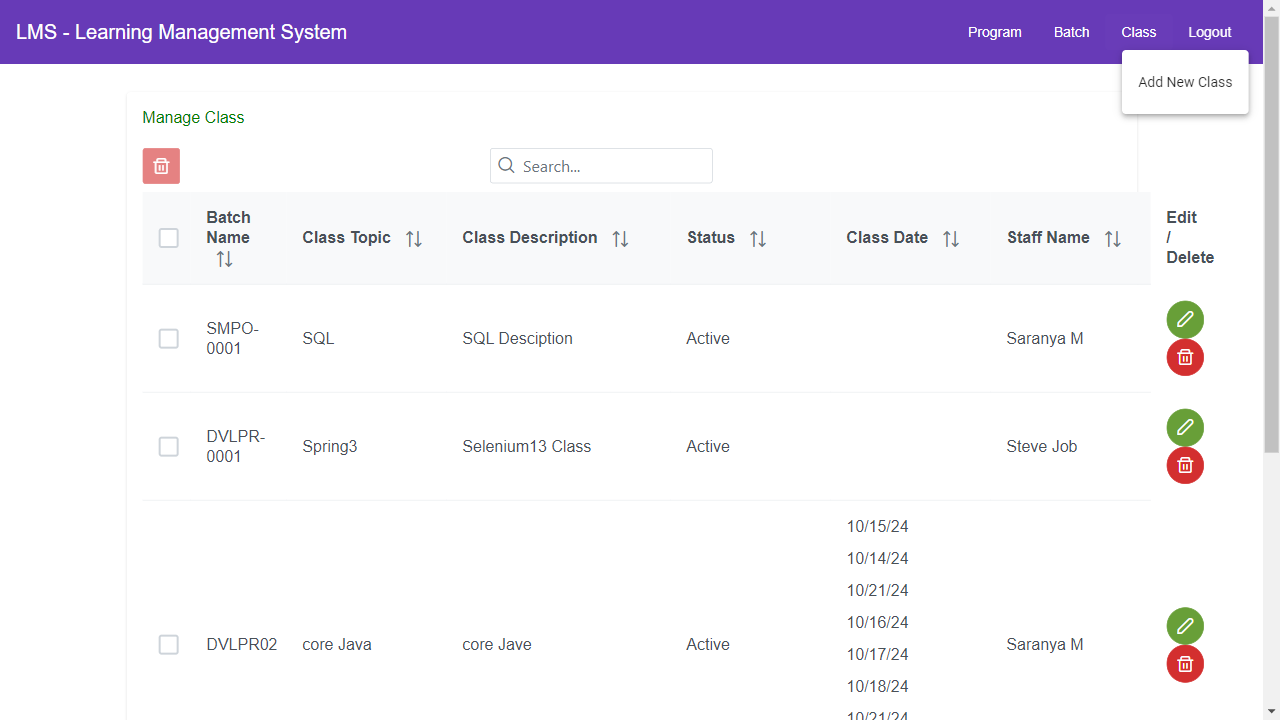 LMS - Learning Management System
Program
Batch
Class
Logout
Add New Class
Manage Class
Search...
Batch
Name
Class Topic
Class Description
Status
Class Date
Staff Name
Edit
/
Delete
SMPO-
0001
SQL
SQL Desciption
Active
Saranya M
DVLPR-
0001
Spring3
Selenium13 Class
Active
Steve Job
DVLPR02
core Java
core Jave
Active
10/15/24
10/14/24
10/21/24
10/16/24
10/17/24
10/18/24
10/21/24
Saranya M